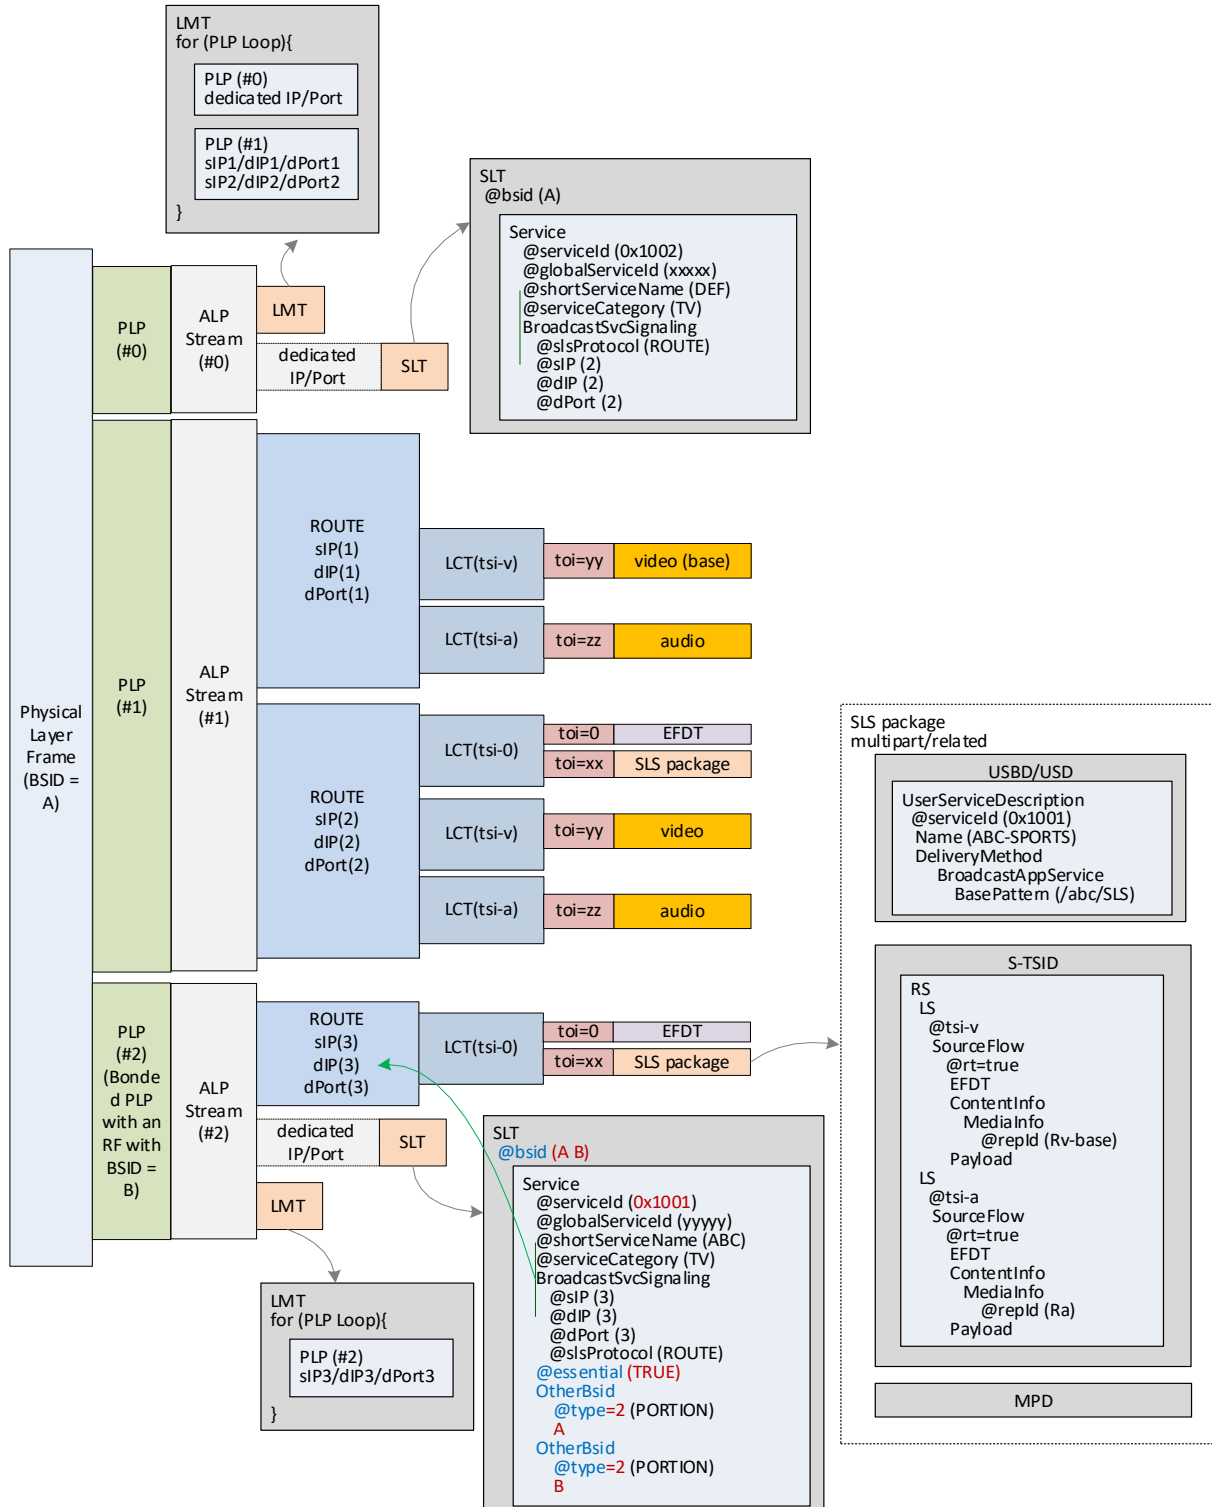 LMT
for (PLP Loop){
PLP (#0)
dedicated IP/Port
PLP (#1)
sIP1/dIP1/dPort1
sIP2/dIP2/dPort2
}
SLT
@bsid (A)
Service
@serviceId (0x1002)
@globalServiceId (xxxxx)
@shortServiceName (DEF)
@serviceCategory (TV)
BroadcastSvcSignaling
@slsProtocol (ROUTE)
@sIP (2)
@dIP (2)
@dPort (2)
Physical
Layer
Frame
(BSID =
A)
PLP
(#0)
ALP
Stream
(#0)
LMT
dedicated
IP/Port
SLT
PLP
(#1)
ALP
Stream
(#1)
ROUTE
sIP(1)
dIP(1)
dPort(1)
LCT(tsi-v)
toi=yy
video (base)
LCT(tsi-a)
toi=zz
audio
ROUTE
sIP(2)
dIP(2)
dPort(2)
LCT(tsi-0)
toi=0
EFDT
toi=xx
SLS package
LCT(tsi-v)
toi=yy
video
LCT(tsi-a)
toi=zz
audio
PLP
(#2)
(Bonde
d PLP
with an
RF with
BSID =
B)
ALP
Stream
(#2)
ROUTE
sIP(3)
dIP(3)
dPort(3)
LCT(tsi-0)
toi=0
EFDT
toi=xx
SLS package
dedicated
IP/Port
SLT
LMT
LMT
for (PLP Loop){
PLP (#2)
sIP3/dIP3/dPort3
}
SLT
@bsid (A B)
Service
@serviceId (0x1001)
@globalServiceId (yyyyy)
@shortServiceName (ABC)
@serviceCategory (TV)
BroadcastSvcSignaling
@sIP (3)
@dIP (3)
@dPort (3)
@slsProtocol (ROUTE)
@essential (TRUE)
OtherBsid
@type=2 (PORTION)
A
OtherBsid
@type=2 (PORTION)
B
SLS package
multipart/related
USBD/USD
UserServiceDescription
@serviceId (0x1001)
Name (ABC-SPORTS)
DeliveryMethod
BroadcastAppService
BasePattern (/abc/SLS)
S-TSID
RS
LS
@tsi-v
SourceFlow
@rt=true
EFDT
ContentInfo
MediaInfo
@repId (Rv-base)
Payload
LS
@tsi-a
SourceFlow
@rt=true
EFDT
ContentInfo
MediaInfo
@repId (Ra)
Payload
MPD